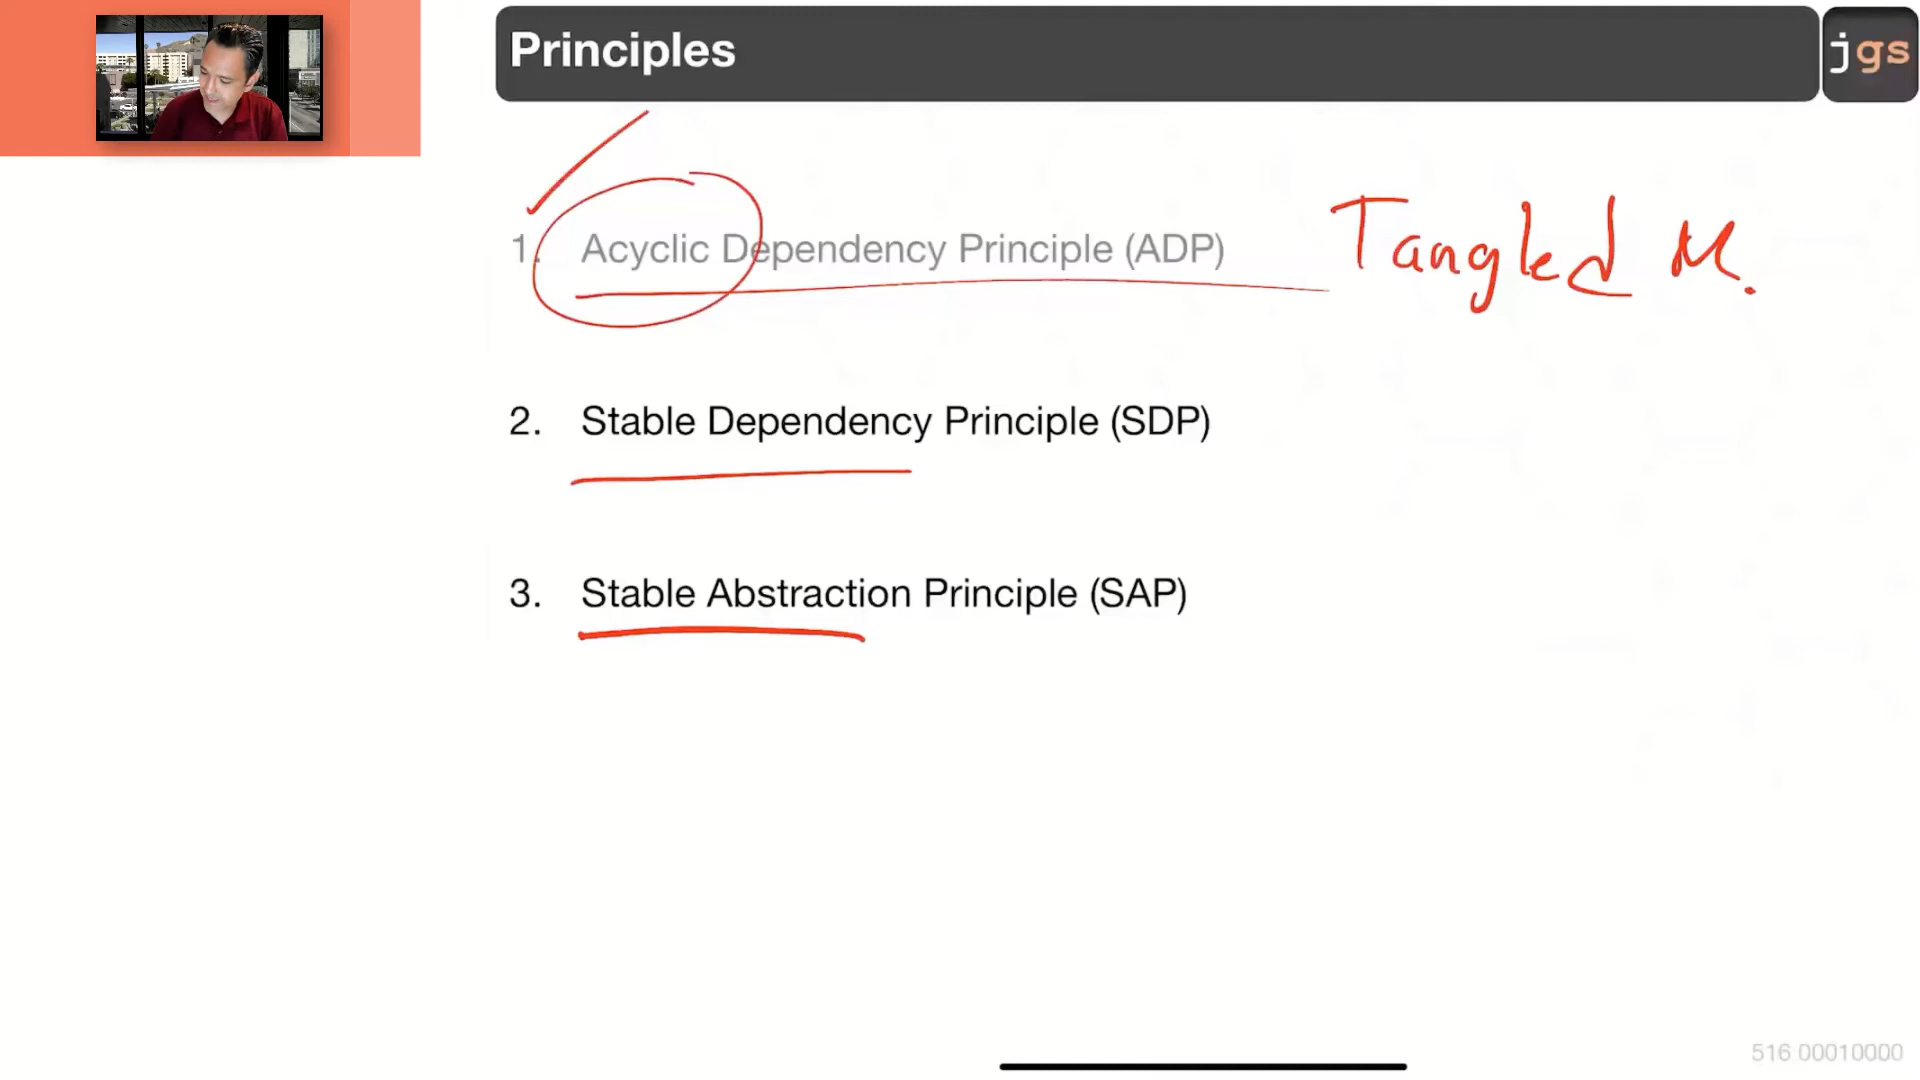 Principles
jgs
1. Acyclic Dependency Principle (ADP)
Tangled M.
2. Stable Dependency Principle (SDP)
3. Stable Abstraction Principle (SAP)
516 00010000